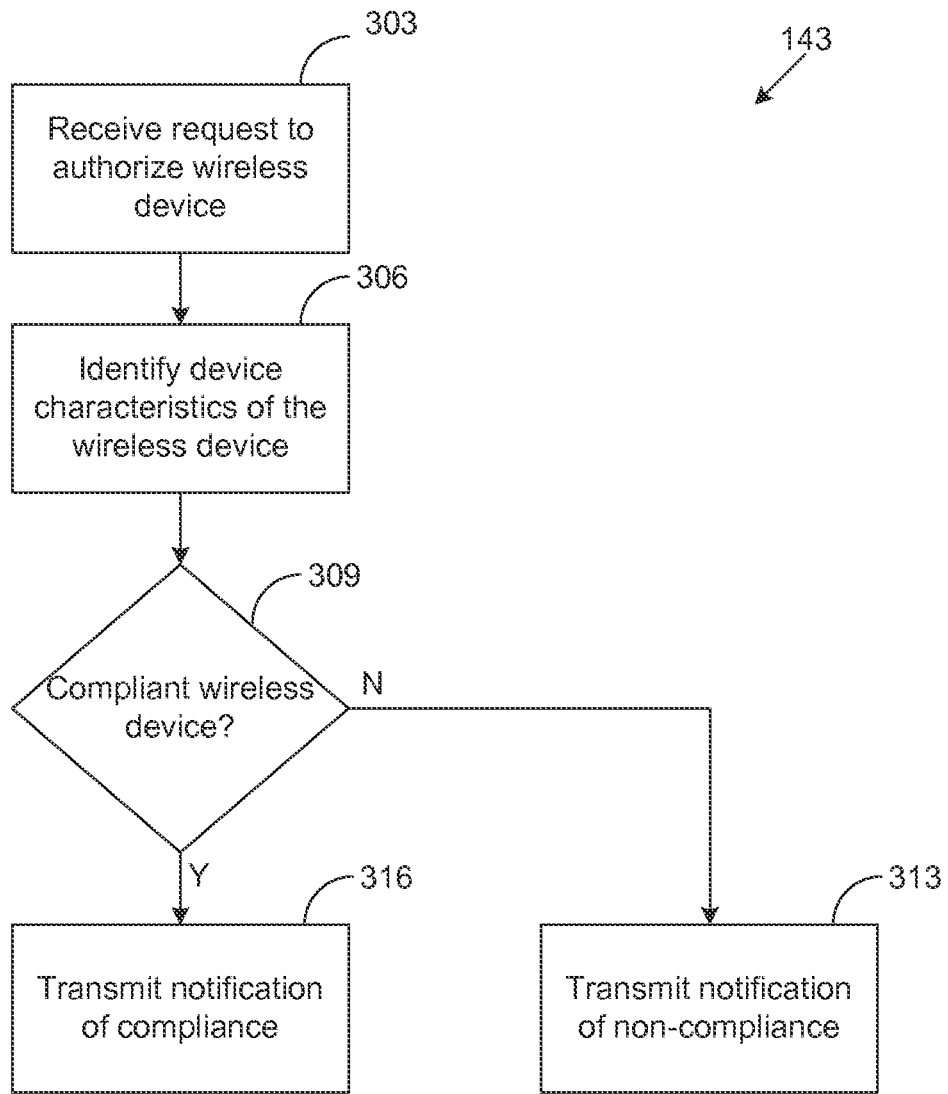 303
143
Receive request to
authorize wireless
device
306
Identify device
characteristics of the
wireless device
309
Compliant wireless
device?
N
Y
316
313
Transmit notification
of compliance
Transmit notification
of non-compliance